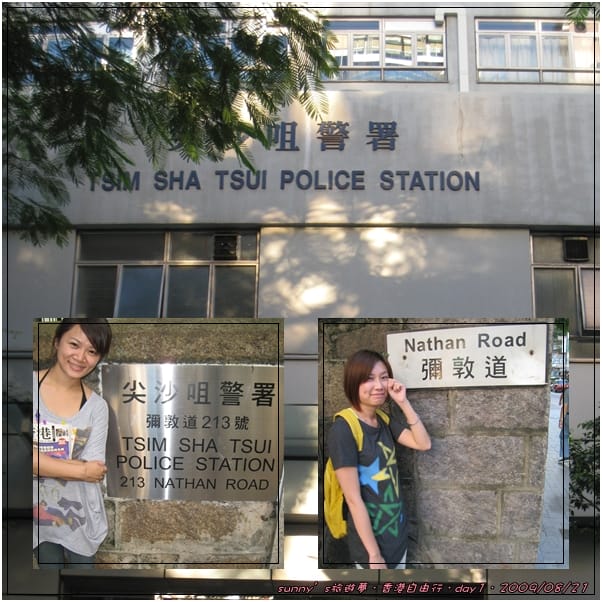 尖沙咀警署
TSIM SHA TSUI POLICE STATION
尖沙咀警署
彌敦道213號
TSIM SHA TSUI
POLICE STATION
213 NATHAN ROAD
Nathan Road
彌敦道
sunny's旅遊夢‧香港自由行‧day1‧2009/08/21